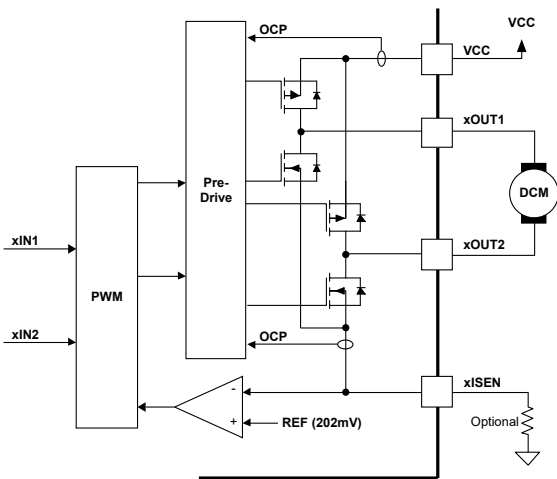 OCP
VCC
VCC
xOUT1
Pre-
Drive
DCM
xIN1
xOUT2
PWM
xIN2
OCP
xISEN
-
+
REF (202mV)
Optional